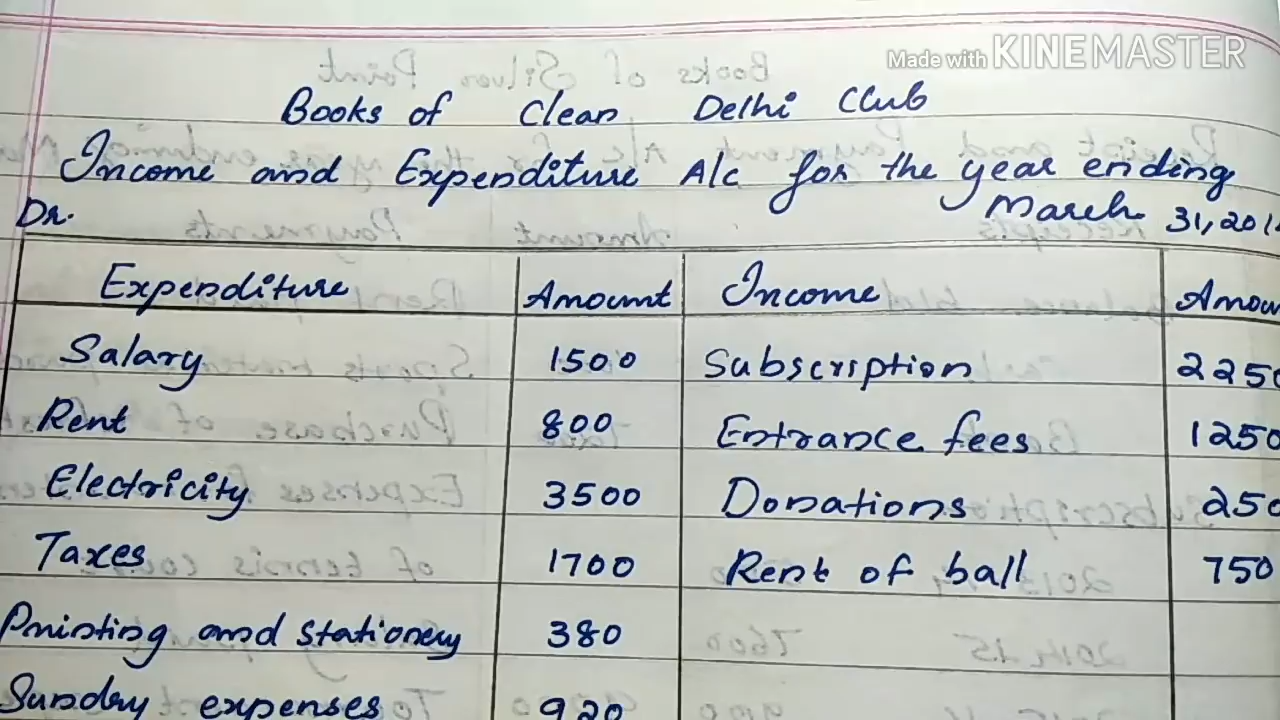 Made with KINEMASTER
Books of Clean Delhi Club
Income and Expenditure A/c for the year ending
Dr. March 31, 201
Expenditure Amount Income Amou
Salary 1500 Subscription 2250
Rent 800 Entrance fees 1250
Electricity 3500 Donations 250
Taxes 1700 Rent of ball 750
Printing and stationery 380
Sundry expenses 920